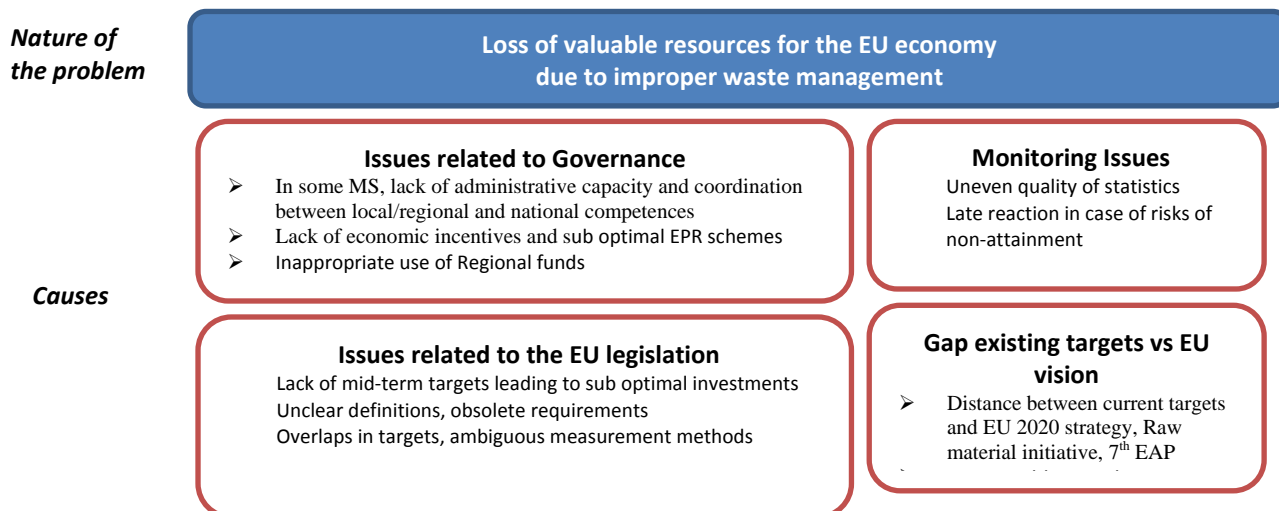 Nature of
the problem
Loss of valuable resources for the EU economy
due to improper waste management
Causes
Issues related to Governance
➢ In some MS, lack of administrative capacity and coordination
between local/regional and national competences
➢ Lack of economic incentives and sub optimal EPR schemes
➢ Inappropriate use of Regional funds
Monitoring Issues
Uneven quality of statistics
Late reaction in case of risks of
non-attainment
Issues related to the EU legislation
Lack of mid-term targets leading to sub optimal investments
Unclear definitions, obsolete requirements
Overlaps in targets, ambiguous measurement methods
Gap existing targets vs EU
vision
➢ Distance between current targets
and EU 2020 strategy, Raw
material initiative, 7th EAP